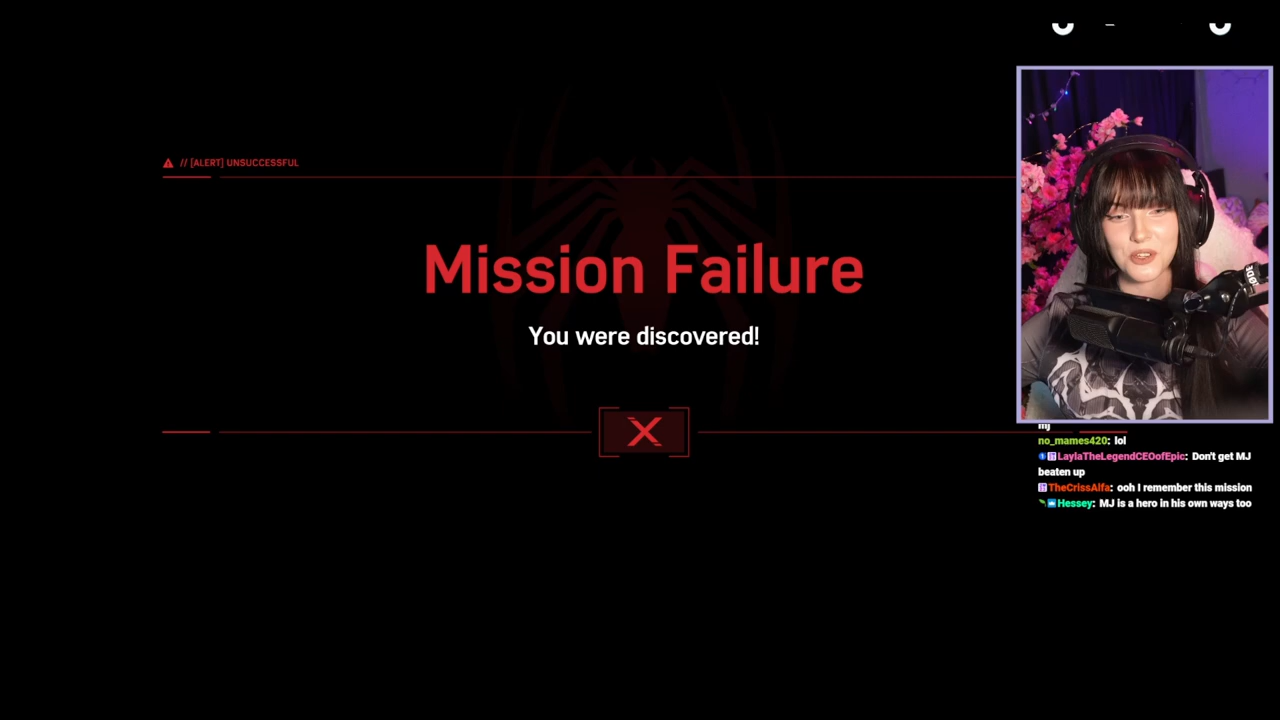 // [ALERT] UNSUCCESSFUL
Mission Failure
You were discovered!
mj
no_mames420: lol
LaylaTheLegendCEOofEpic: Don't get MJ
beaten up
TheCrissAlfa: ooh I remember this mission
Hessey: MJ is a hero in his own ways too